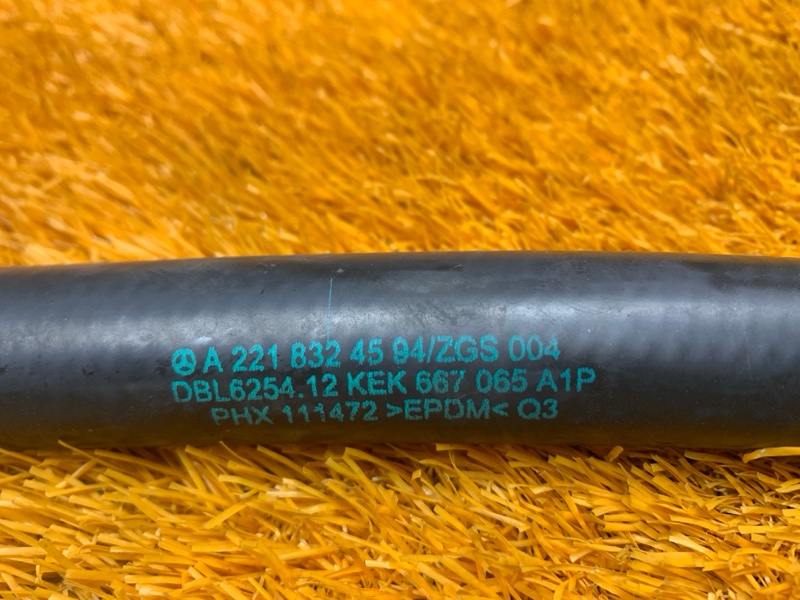 A 221 832 45 94/ZGS 004
DBL6254.12 KEK 667 065 A1P
PHX 111472 >EPDM< Q3